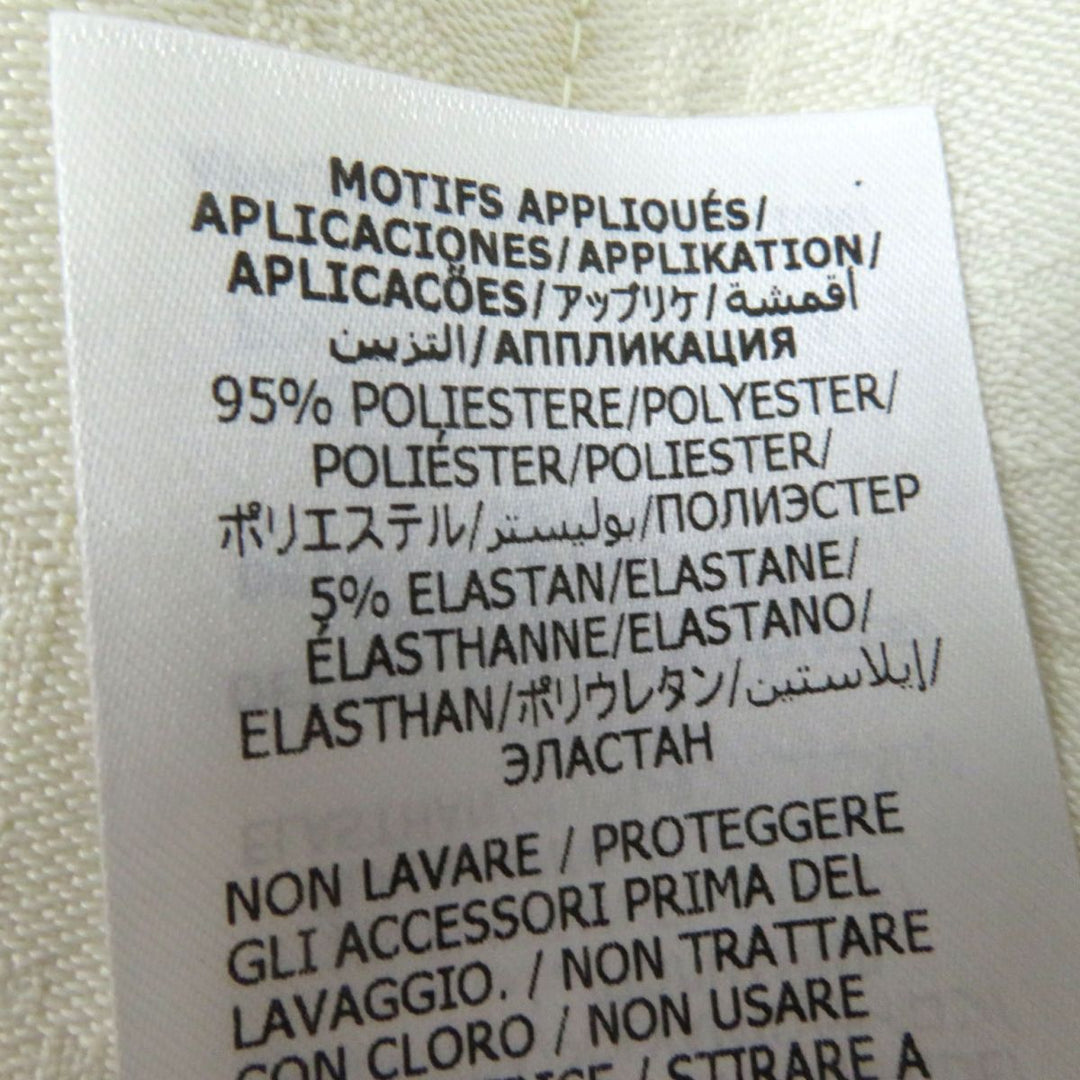 MOTIFS APPLIQUÉS/
APLICACIONES/APPLIKATION/
APLICACÕES/アップリケ/أقمشة
التزيين/АППЛИКАЦИЯ
95% POLIESTERE/POLYESTER/
POLIÉSTER/POLIESTER/
ポリエステル/بوليستر/ПОЛИЭСТЕР
5% ELASTAN/ELASTANE/
ÉLASTHANNE/ELASTANO/
ELASTHAN/ポリウレタン/إيلاستين/
ЭЛАСТАН
NON LAVARE / PROTEGGERE
GLI ACCESSORI PRIMA DEL
LAVAGGIO. / NON TRATTARE
CON CLORO / NON USARE
/ STIRARE A